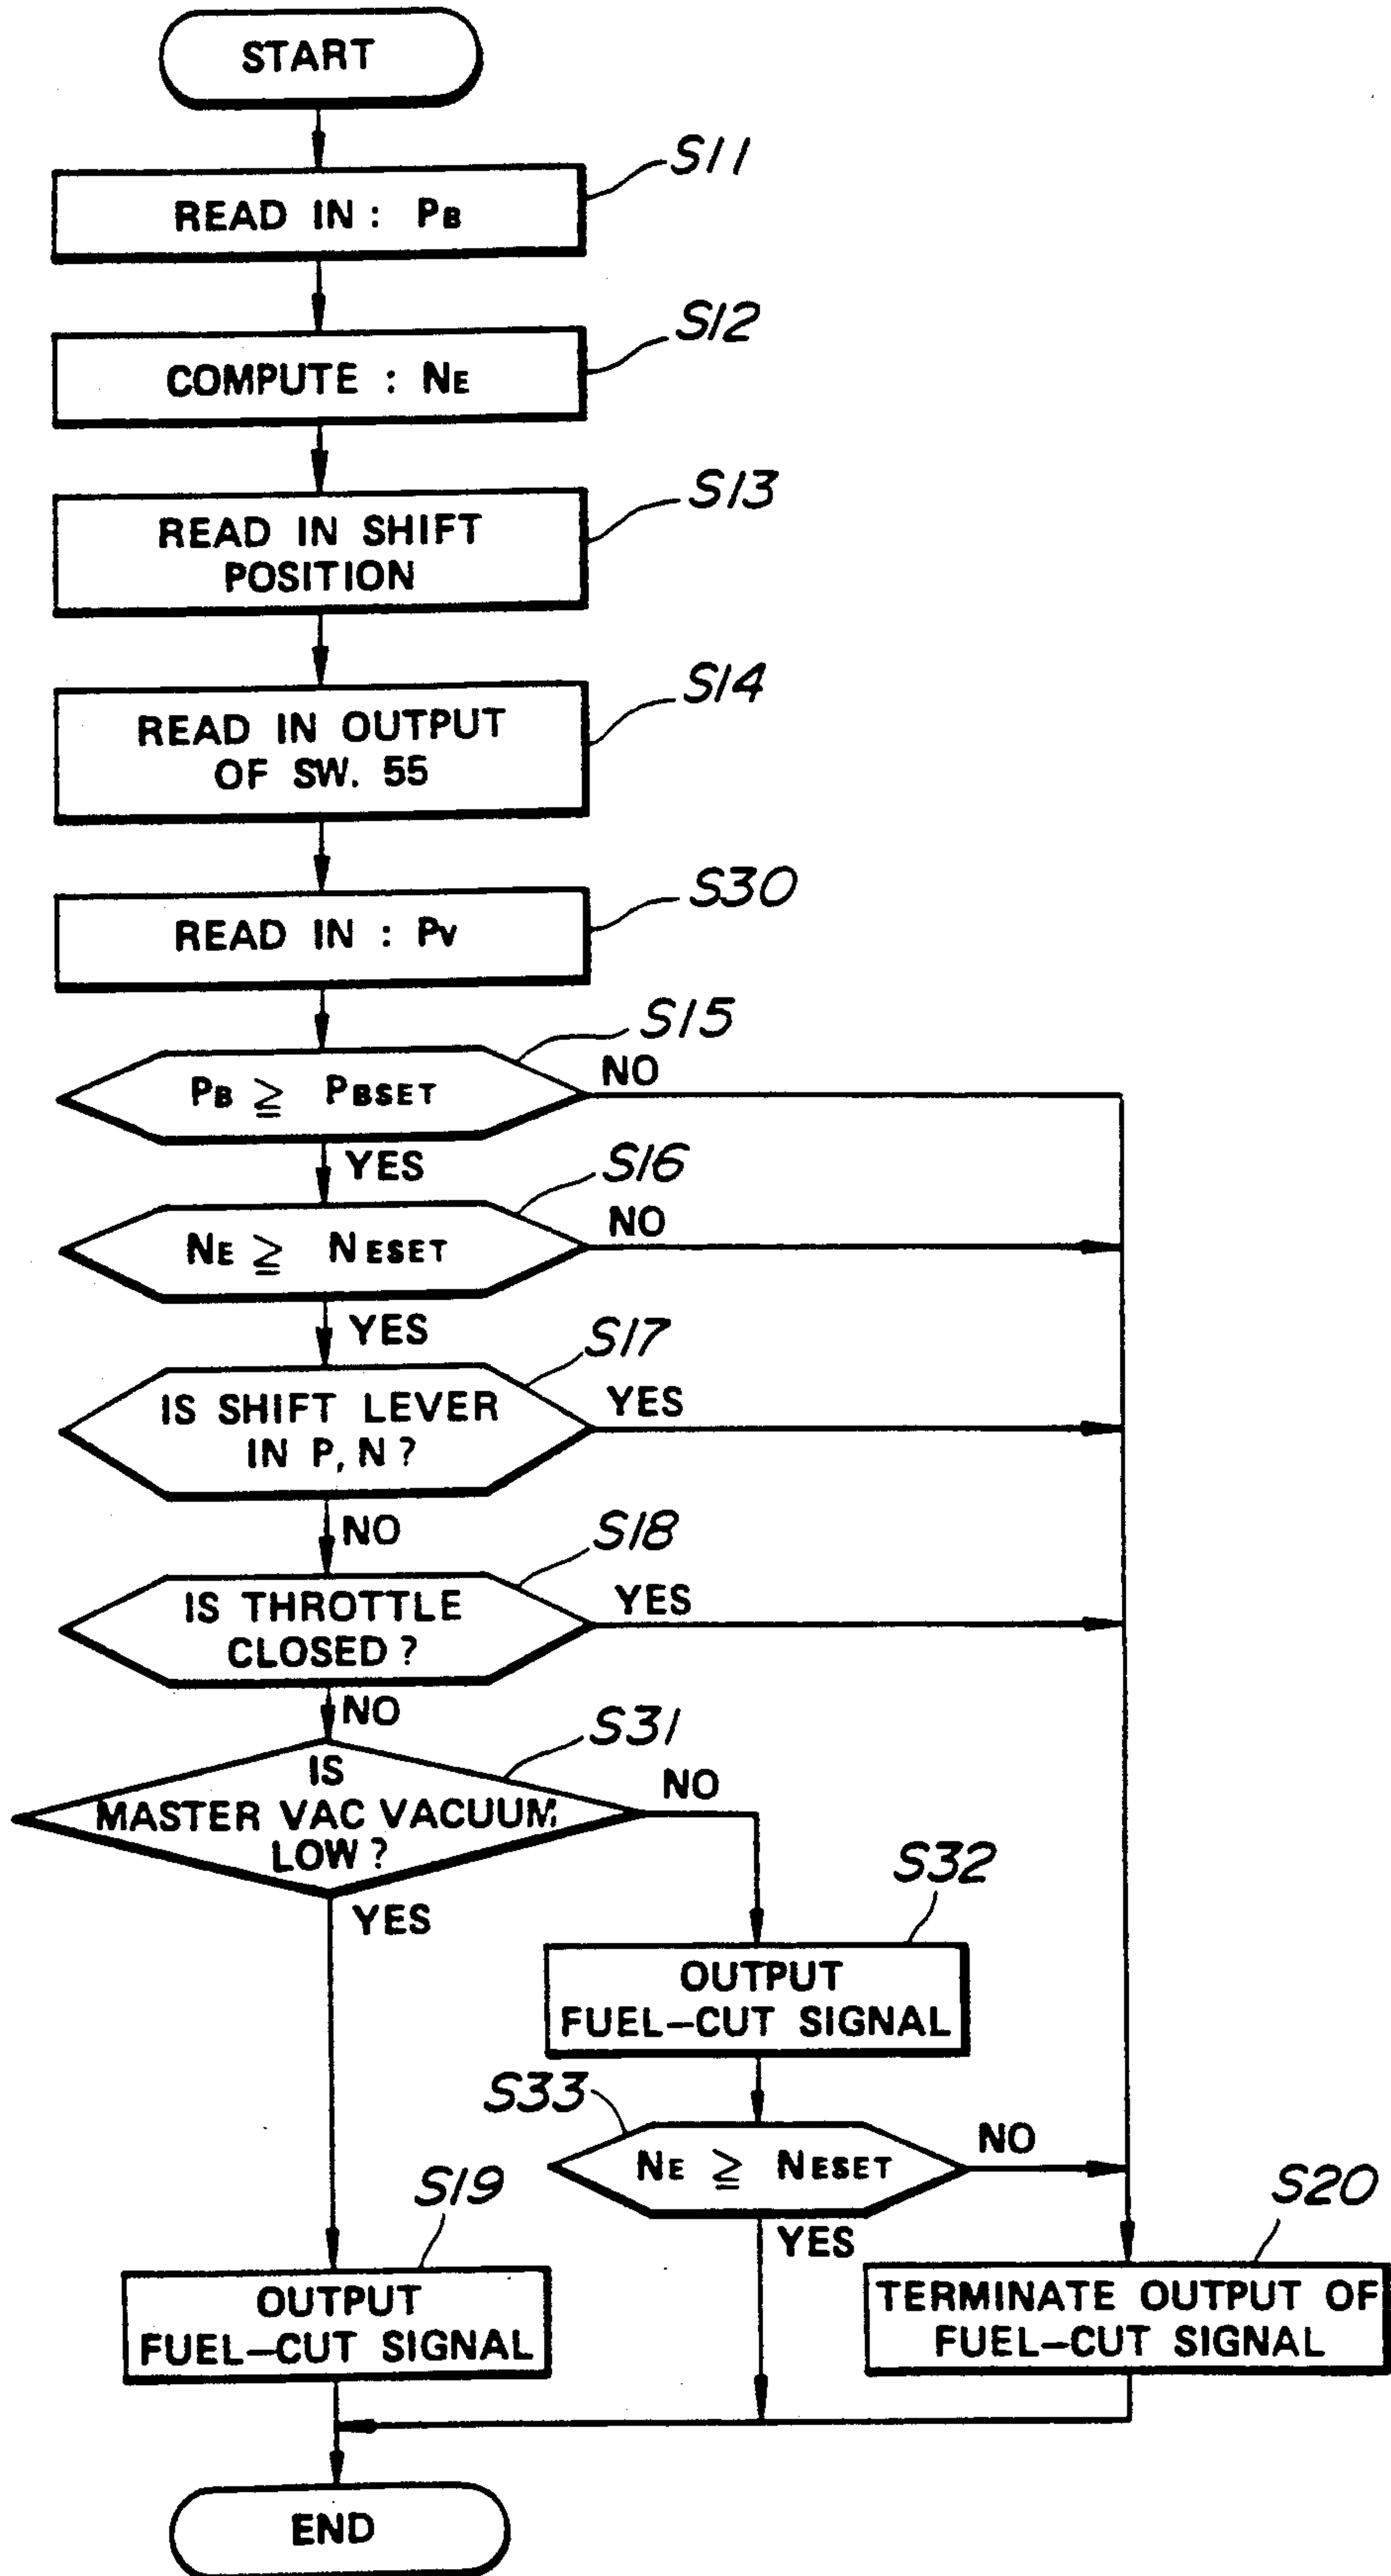 START
S11
READ IN : PB
S12
COMPUTE : NE
S13
READ IN SHIFT
POSITION
S14
READ IN OUTPUT
OF SW. 55
S30
READ IN : PV
S15
PB ≧ PBSET
NO
YES
S16
NE ≧ NESET
NO
YES
S17
IS SHIFT LEVER
IN P, N ?
YES
NO
S18
IS THROTTLE
CLOSED ?
YES
NO
S31
IS
MASTER VAC VACUUM
LOW ?
NO
YES
S32
OUTPUT
FUEL-CUT SIGNAL
S33
NE ≧ NESET
NO
YES
S19
OUTPUT
FUEL-CUT SIGNAL
S20
TERMINATE OUTPUT OF
FUEL-CUT SIGNAL
END